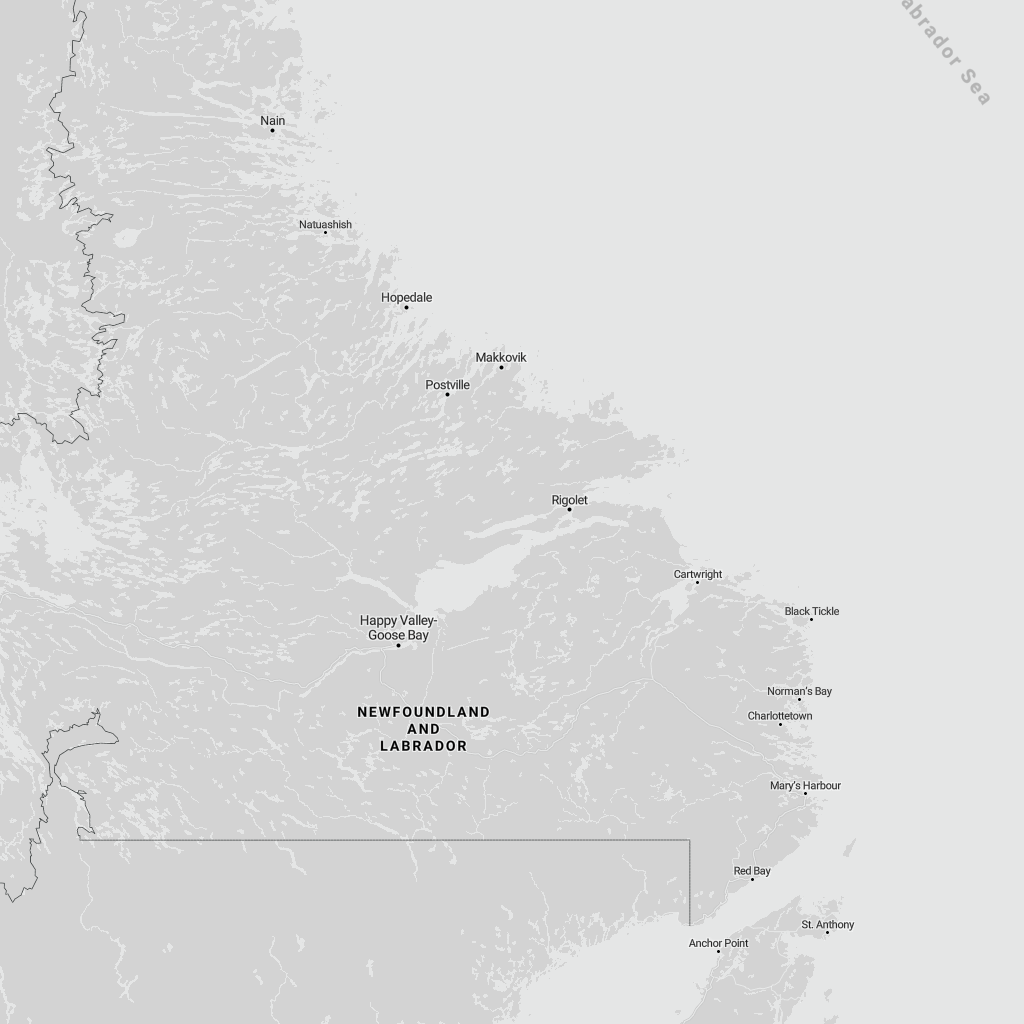 abrador Sea
Nain
Natuashish
Hopedale
Makkovik
Postville
Rigolet
Cartwright
Black Tickle
Happy Valley-
Goose Bay
Norman's Bay
NEWFOUNDLAND
AND
LABRADOR
Charlottetown
Mary's Harbour
Red Bay
St. Anthony
Anchor Point